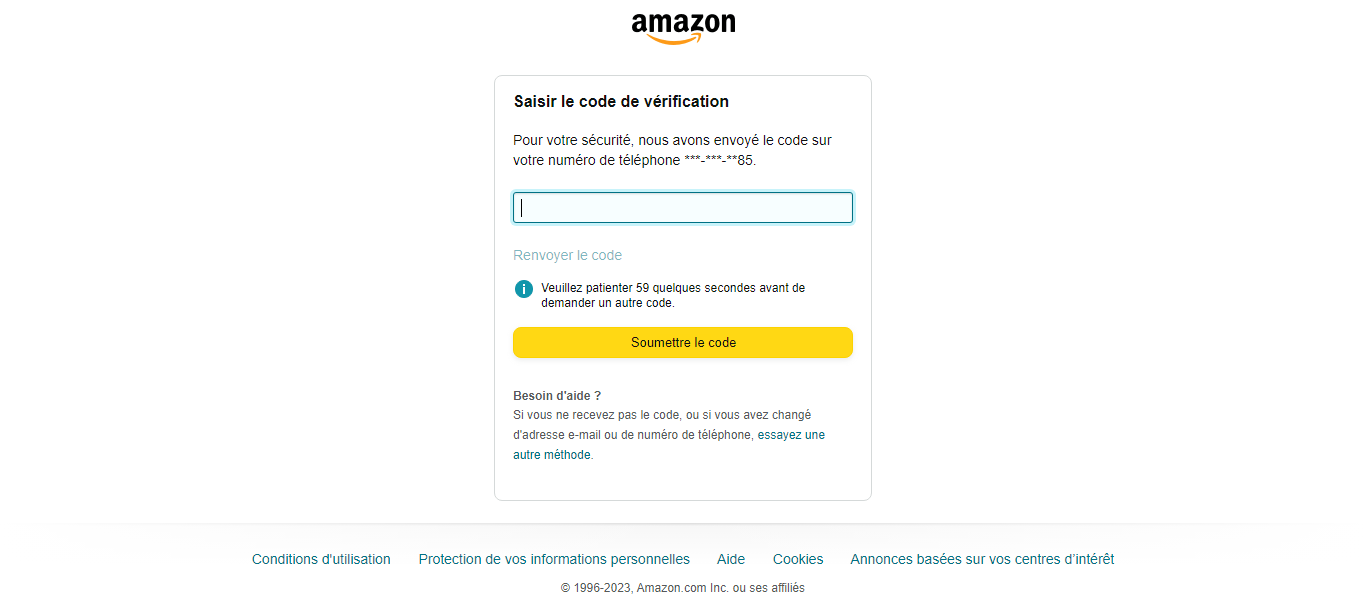 amazon
Saisir le code de vérification
Pour votre sécurité, nous avons envoyé le code sur
votre numéro de téléphone ***-***-**85.
Renvoyer le code
i
Veuillez patienter 59 quelques secondes avant de
demander un autre code.
Soumettre le code
Besoin d'aide ?
Si vous ne recevez pas le code, ou si vous avez changé
d'adresse e-mail ou de numéro de téléphone, essayez une
autre méthode.
Conditions d'utilisation Protection de vos informations personnelles Aide Cookies Annonces basées sur vos centres d’intérêt
© 1996-2023, Amazon.com Inc. ou ses affiliés